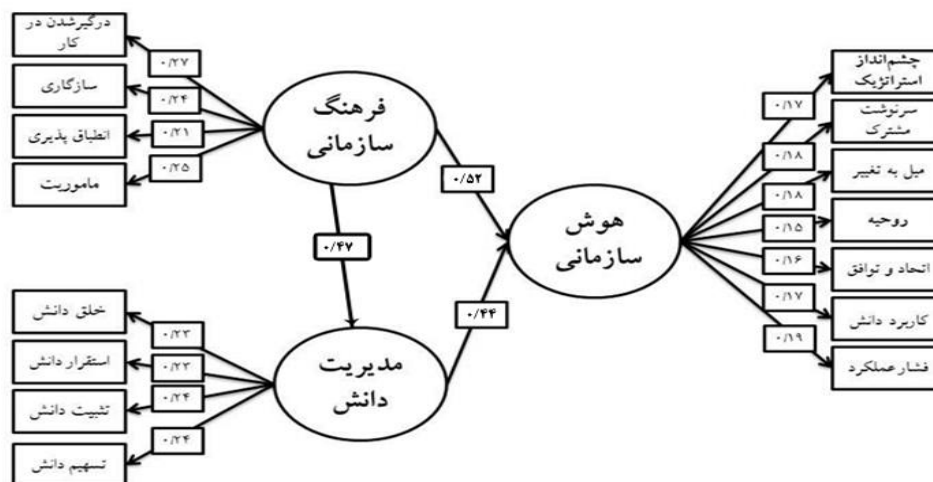 درگیرشدن در
کار
سازگاری
انطباق پذیری
ماموریت
۰/۲۷
۰/۲۴
۰/۲۱
۰/۲۵
فرهنگ
سازمانی
۰/۵۲
۰/۴۷
۰/۴۴
خلق دانش
استقرار دانش
تثبیت دانش
تسهیم دانش
۰/۲۳
۰/۲۳
۰/۲۴
۰/۲۴
مدیریت
دانش
هوش
سازمانی
۰/۱۷
۰/۱۸
۰/۱۸
۰/۱۵
۰/۱۶
۰/۱۷
۰/۱۹
چشم‌انداز
استراتژیک
سرنوشت
مشترک
میل به تغییر
روحیه
اتحاد و توافق
کاربرد دانش
فشار عملکرد